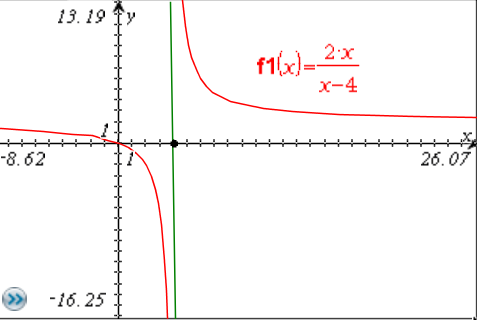 13.19
y
f1(x)=2·x/x-4
1
x
-8.62
1
26.07
-16.25